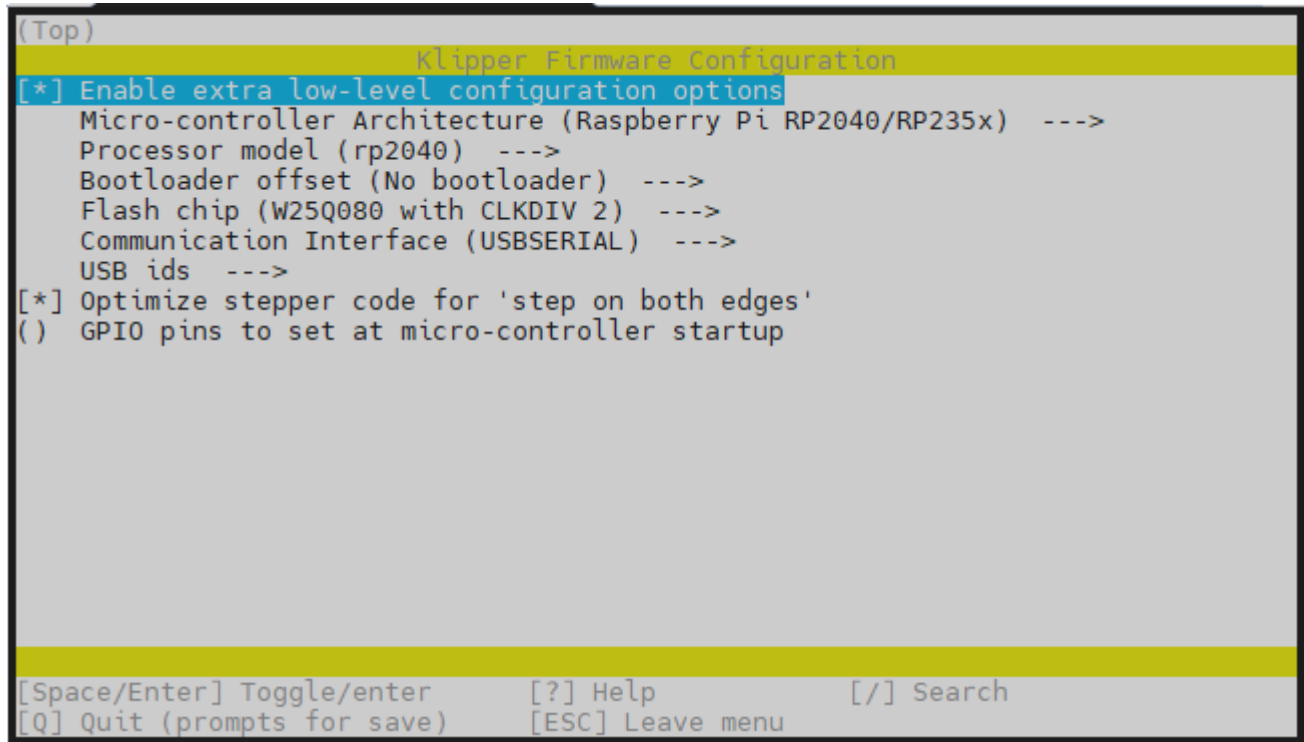 (Top)
Klipper Firmware Configuration
[*] Enable extra low-level configuration options
Micro-controller Architecture (Raspberry Pi RP2040/RP235x)  --->
Processor model (rp2040)  --->
Bootloader offset (No bootloader)  --->
Flash chip (W25Q080 with CLKDIV 2)  --->
Communication Interface (USBSERIAL)  --->
USB ids  --->
[*] Optimize stepper code for 'step on both edges'
()  GPIO pins to set at micro-controller startup
[Space/Enter] Toggle/enter      [?] Help            [/] Search
[Q] Quit (prompts for save)     [ESC] Leave menu